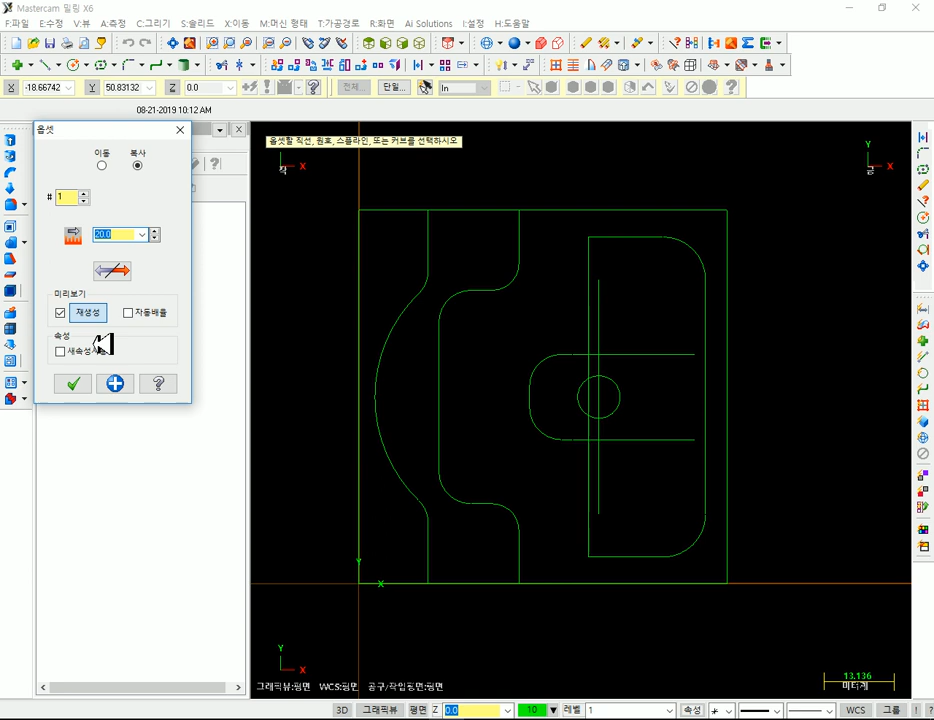 Mastercam 밀링 X6
F:파일 E:수정 V:뷰 A:측정 C:그리기 S:솔리드 X:이동 M:머신 형태 T:가공경로 R:화면 Ai Solutions I:설정 H:도움말
X -18.66742 Y 50.83132 Z 0.0 전체... 단일... In
08-21-2019 10:12 AM
옵셋
옵셋할 직선, 원호, 스플라인, 또는 커브를 선택하시오
이동 복사
# 1
20.0
미리보기
재생성 자동배율
속성
새속성사
Y
X
Y
X
Y
X
Y
X
그래픽뷰:평면 WCS:평면 공구/작업평면:평면
13.136
미터계
3D 그래픽뷰 평면 Z 0.0 10 레벨 1 속성 WCS 그룹 ! ?